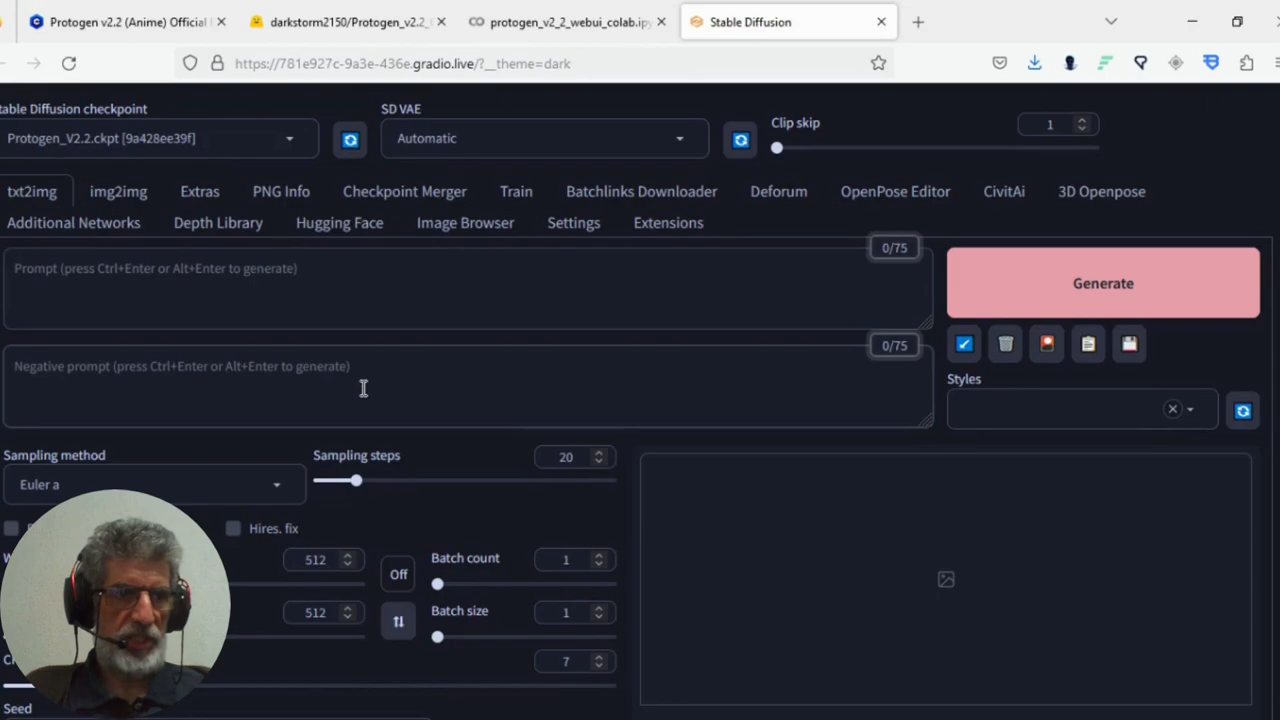 Protogen v2.2 (Anime) Official
darkstorm2150/Protogen_v2.2_
protogen_v2_2_webui_colab.ipy
Stable Diffusion
https://781e927c-9a3e-436e.gradio.live/?__theme=dark
table Diffusion checkpoint
SD VAE
Clip skip
1
Protogen_V2.2.ckpt [9a428ee39f]
Automatic
txt2img
img2img
Extras
PNG Info
Checkpoint Merger
Train
Batchlinks Downloader
Deforum
OpenPose Editor
CivitAi
3D Openpose
Additional Networks
Depth Library
Hugging Face
Image Browser
Settings
Extensions
0/75
Prompt (press Ctrl+Enter or Alt+Enter to generate)
Generate
0/75
Negative prompt (press Ctrl+Enter or Alt+Enter to generate)
Styles
Sampling method
Sampling steps
20
Euler a
Hires. fix
512
Off
Batch count
1
512
Batch size
1
7
Seed